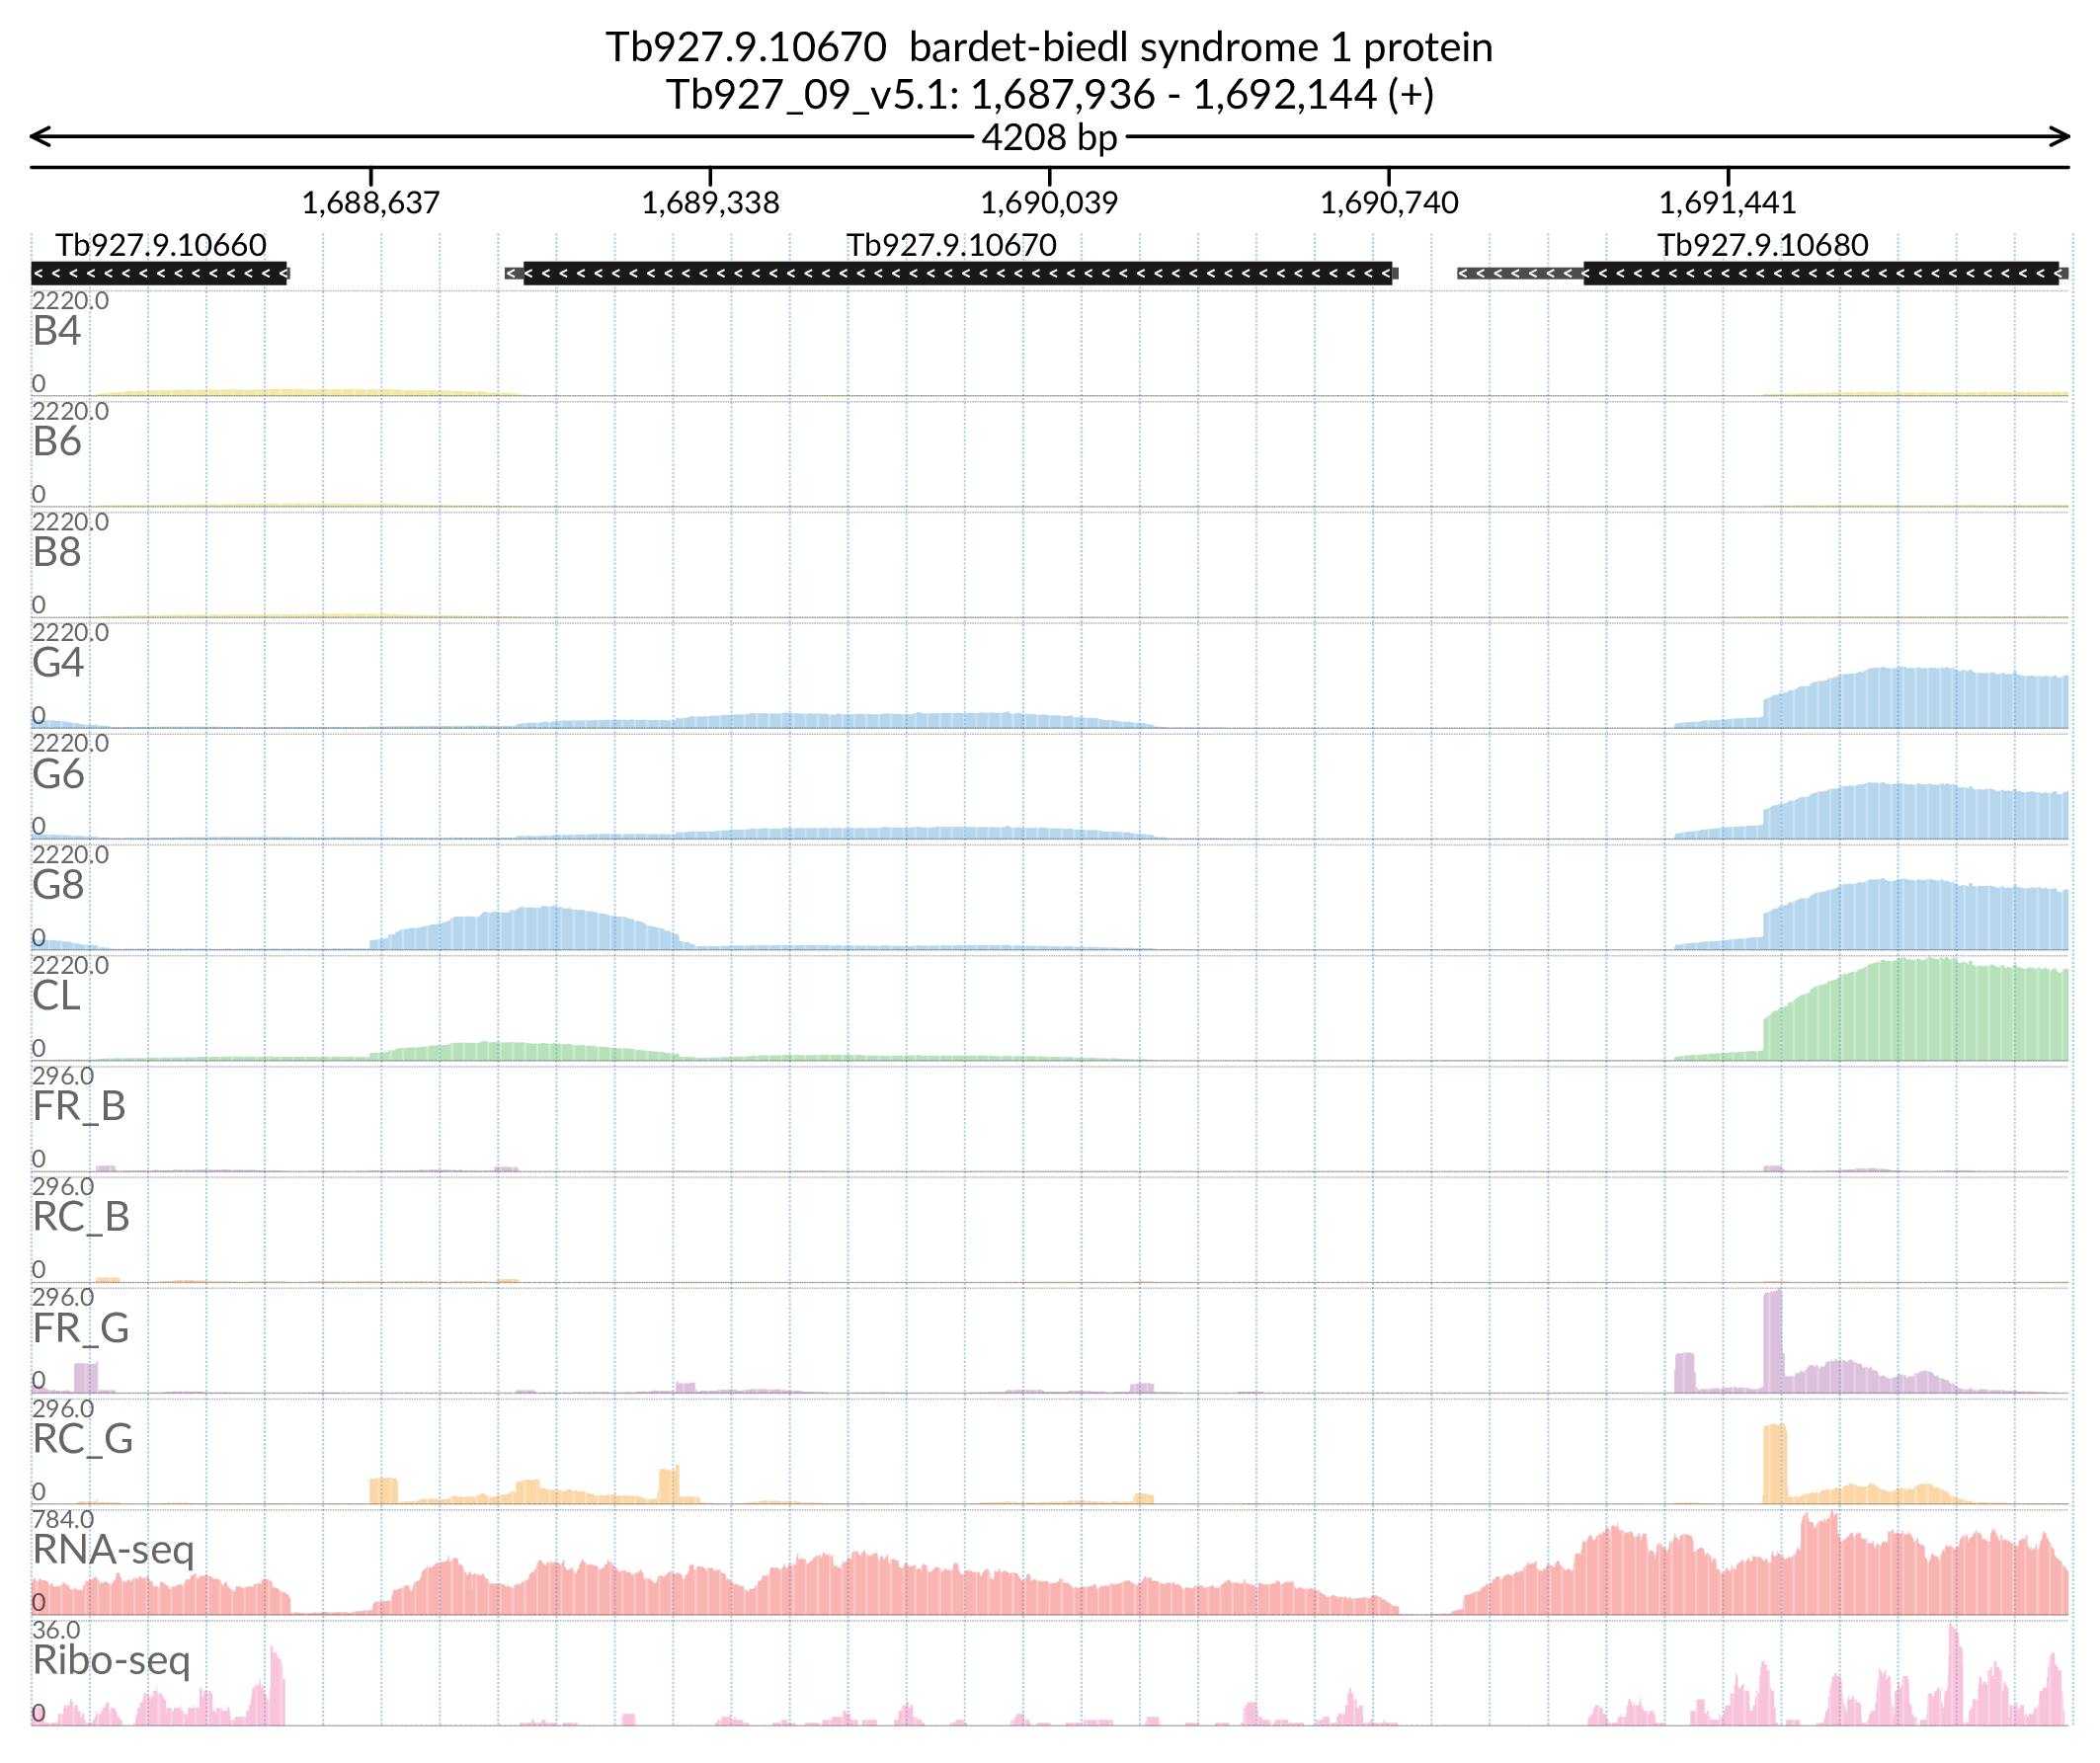 Tb927.9.10670  bardet-biedl syndrome 1 protein
Tb927_09_v5.1: 1,687,936 - 1,692,144 (+)
4208 bp
1,688,637 1,689,338 1,690,039 1,690,740 1,691,441
Tb927.9.10660 Tb927.9.10670 Tb927.9.10680
2220.0
B4
0
2220.0
B6
0
2220.0
B8
0
2220.0
G4
0
2220.0
G6
0
2220.0
G8
0
2220.0
CL
0
296.0
FR_B
0
296.0
RC_B
0
296.0
FR_G
0
296.0
RC_G
0
784.0
RNA-seq
0
36.0
Ribo-seq
0